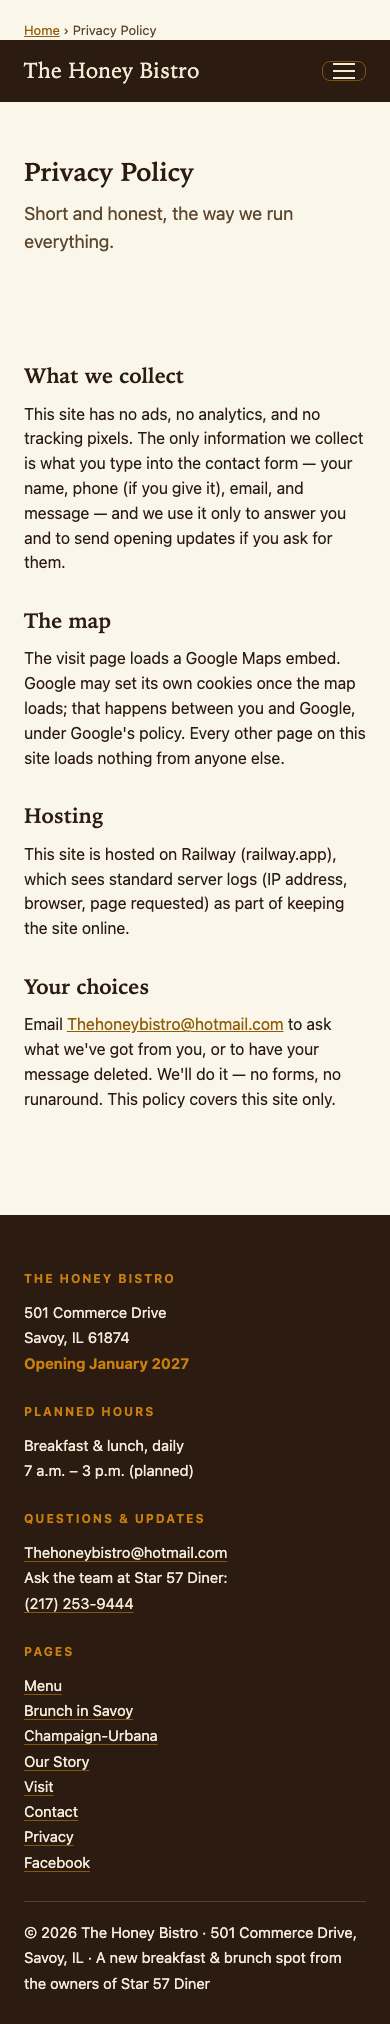 Home › Privacy Policy
The Honey Bistro
Privacy Policy
Short and honest, the way we run
everything.
What we collect
This site has no ads, no analytics, and no
tracking pixels. The only information we collect
is what you type into the contact form — your
name, phone (if you give it), email, and
message — and we use it only to answer you
and to send opening updates if you ask for
them.
The map
The visit page loads a Google Maps embed.
Google may set its own cookies once the map
loads; that happens between you and Google,
under Google's policy. Every other page on this
site loads nothing from anyone else.
Hosting
This site is hosted on Railway (railway.app),
which sees standard server logs (IP address,
browser, page requested) as part of keeping
the site online.
Your choices
Email Thehoneybistro@hotmail.com to ask
what we've got from you, or to have your
message deleted. We'll do it — no forms, no
runaround. This policy covers this site only.
THE HONEY BISTRO
501 Commerce Drive
Savoy, IL 61874
Opening January 2027
PLANNED HOURS
Breakfast & lunch, daily
7 a.m. – 3 p.m. (planned)
QUESTIONS & UPDATES
Thehoneybistro@hotmail.com
Ask the team at Star 57 Diner:
(217) 253-9444
PAGES
Menu
Brunch in Savoy
Champaign-Urbana
Our Story
Visit
Contact
Privacy
Facebook
© 2026 The Honey Bistro · 501 Commerce Drive,
Savoy, IL · A new breakfast & brunch spot from
the owners of Star 57 Diner